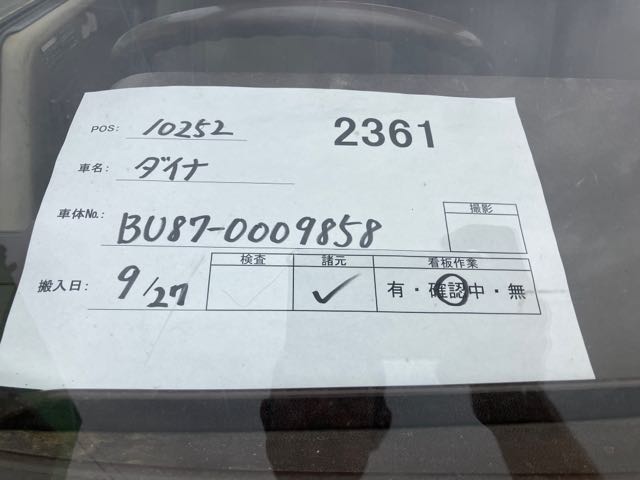 POS: 10252
2361
車名: ダイナ
車体No.: BU87-0009858
撮影
搬入日: 9/27
検査 諸元 看板作業
✓ 有・確認中・無